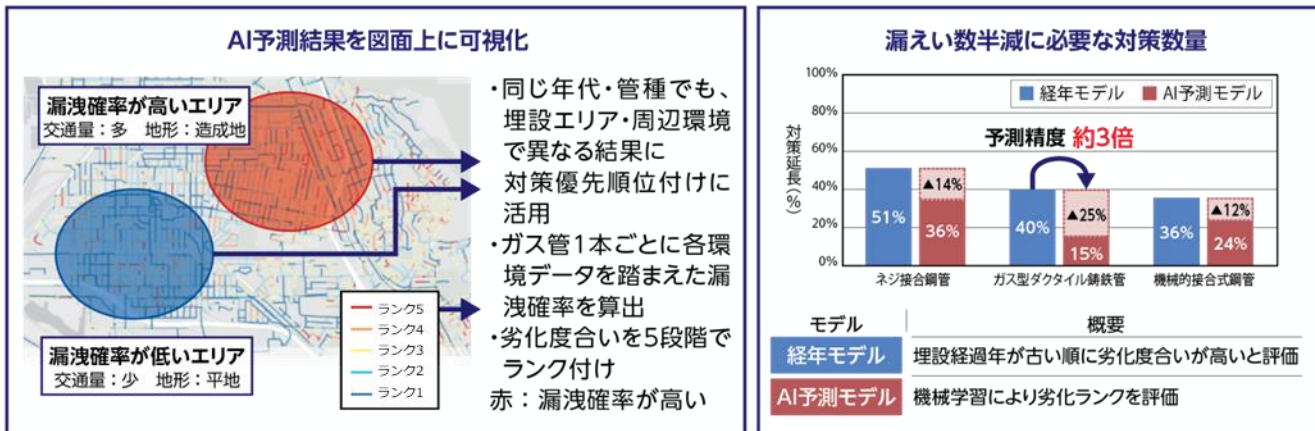 AI予測結果を図面上に可視化
漏洩確率が高いエリア
交通量：多　地形：造成地
漏洩確率が低いエリア
交通量：少　地形：平地
ランク5
ランク4
ランク3
ランク2
ランク1
・同じ年代・管種でも、
埋設エリア・周辺環境
で異なる結果に
対策優先順位付けに
活用
・ガス管1本ごとに各環
境データを踏まえた漏
洩確率を算出
・劣化度合いを5段階で
ランク付け
赤：漏洩確率が高い
漏えい数半減に必要な対策数量
経年モデル　AI予測モデル
予測精度 約3倍
対策延長(%)
100%
80%
60%
40%
20%
0%
51%
▲14%
36%
40%
▲25%
15%
36%
▲12%
24%
ネジ接合鋼管
ガス型ダクタイル鋳鉄管
機械的接合式鋼管
モデル　概要
経年モデル　埋設経過年が古い順に劣化度合いが高いと評価
AI予測モデル　機械学習により劣化ランクを評価